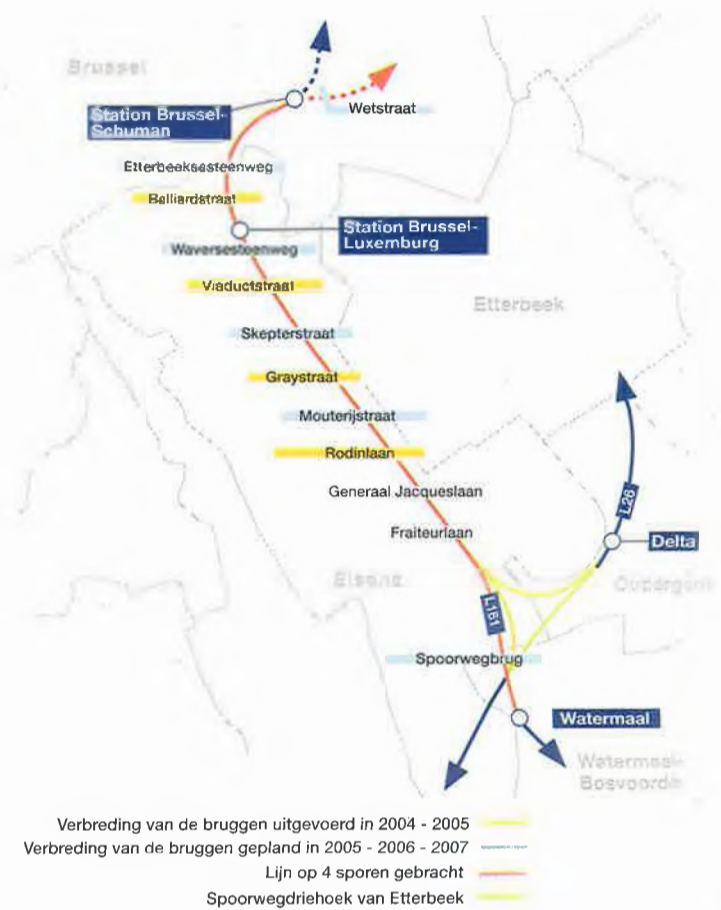 Brussel
Station Brussel-
Schuman
Wetstraat
Etterbeeksesteenweg
Belliardstraat
Station Brussel-
Luxemburg
Waversesteenweg
Viaductstraat
Etterbeek
Skepterstraat
Graystraat
Mouterijstraat
Rodinlaan
Generaal Jacqueslaan
L26
Fraiteurlaan
Delta
Elsene
Oudergem
L161
Spoorwegbrug
Watermaal
Watermaal-
Bosvoorde
Verbreding van de bruggen uitgevoerd in 2004 - 2005
Verbreding van de bruggen gepland in 2005 - 2006 - 2007
Lijn op 4 sporen gebracht
Spoorwegdriehoek van Etterbeek